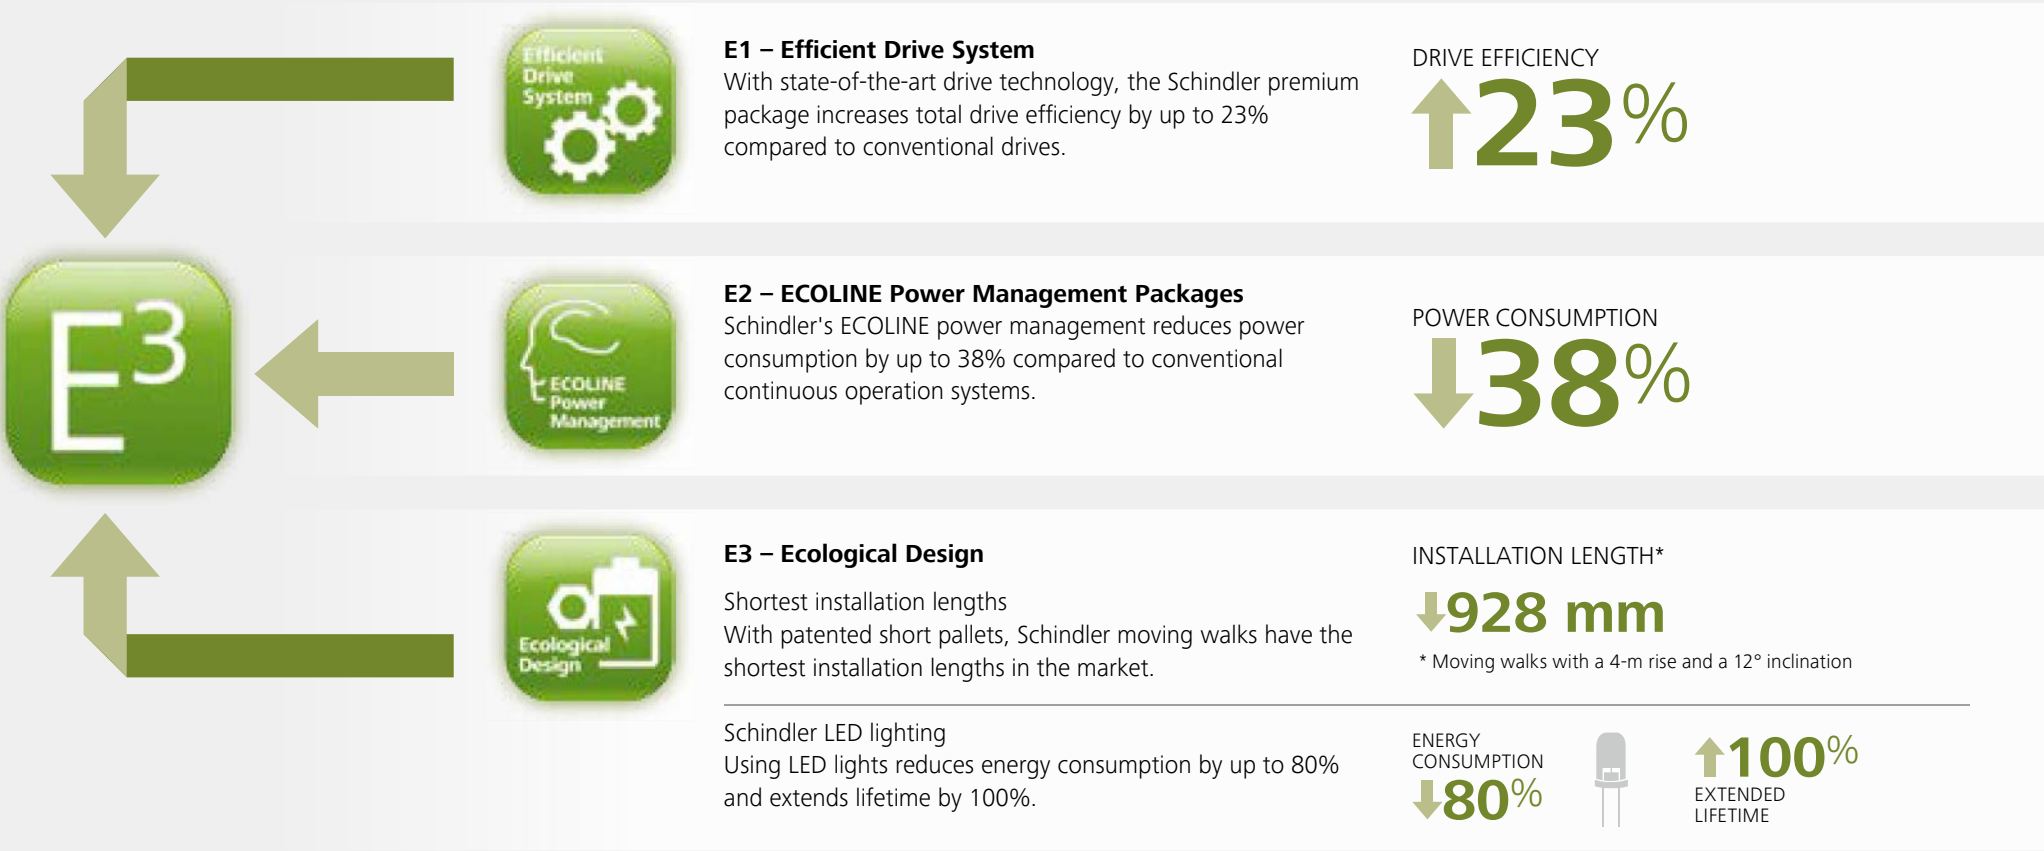 Efficient
Drive
System
E1 – Efficient Drive System
With state-of-the-art drive technology, the Schindler premium
package increases total drive efficiency by up to 23%
compared to conventional drives.
DRIVE EFFICIENCY
23%
E3
ECOLINE
Power
Management
E2 – ECOLINE Power Management Packages
Schindler's ECOLINE power management reduces power
consumption by up to 38% compared to conventional
continuous operation systems.
POWER CONSUMPTION
38%
Ecological
Design
E3 – Ecological Design
Shortest installation lengths
With patented short pallets, Schindler moving walks have the
shortest installation lengths in the market.
INSTALLATION LENGTH*
928 mm
* Moving walks with a 4-m rise and a 12° inclination
Schindler LED lighting
Using LED lights reduces energy consumption by up to 80%
and extends lifetime by 100%.
ENERGY
CONSUMPTION
80%
100%
EXTENDED
LIFETIME